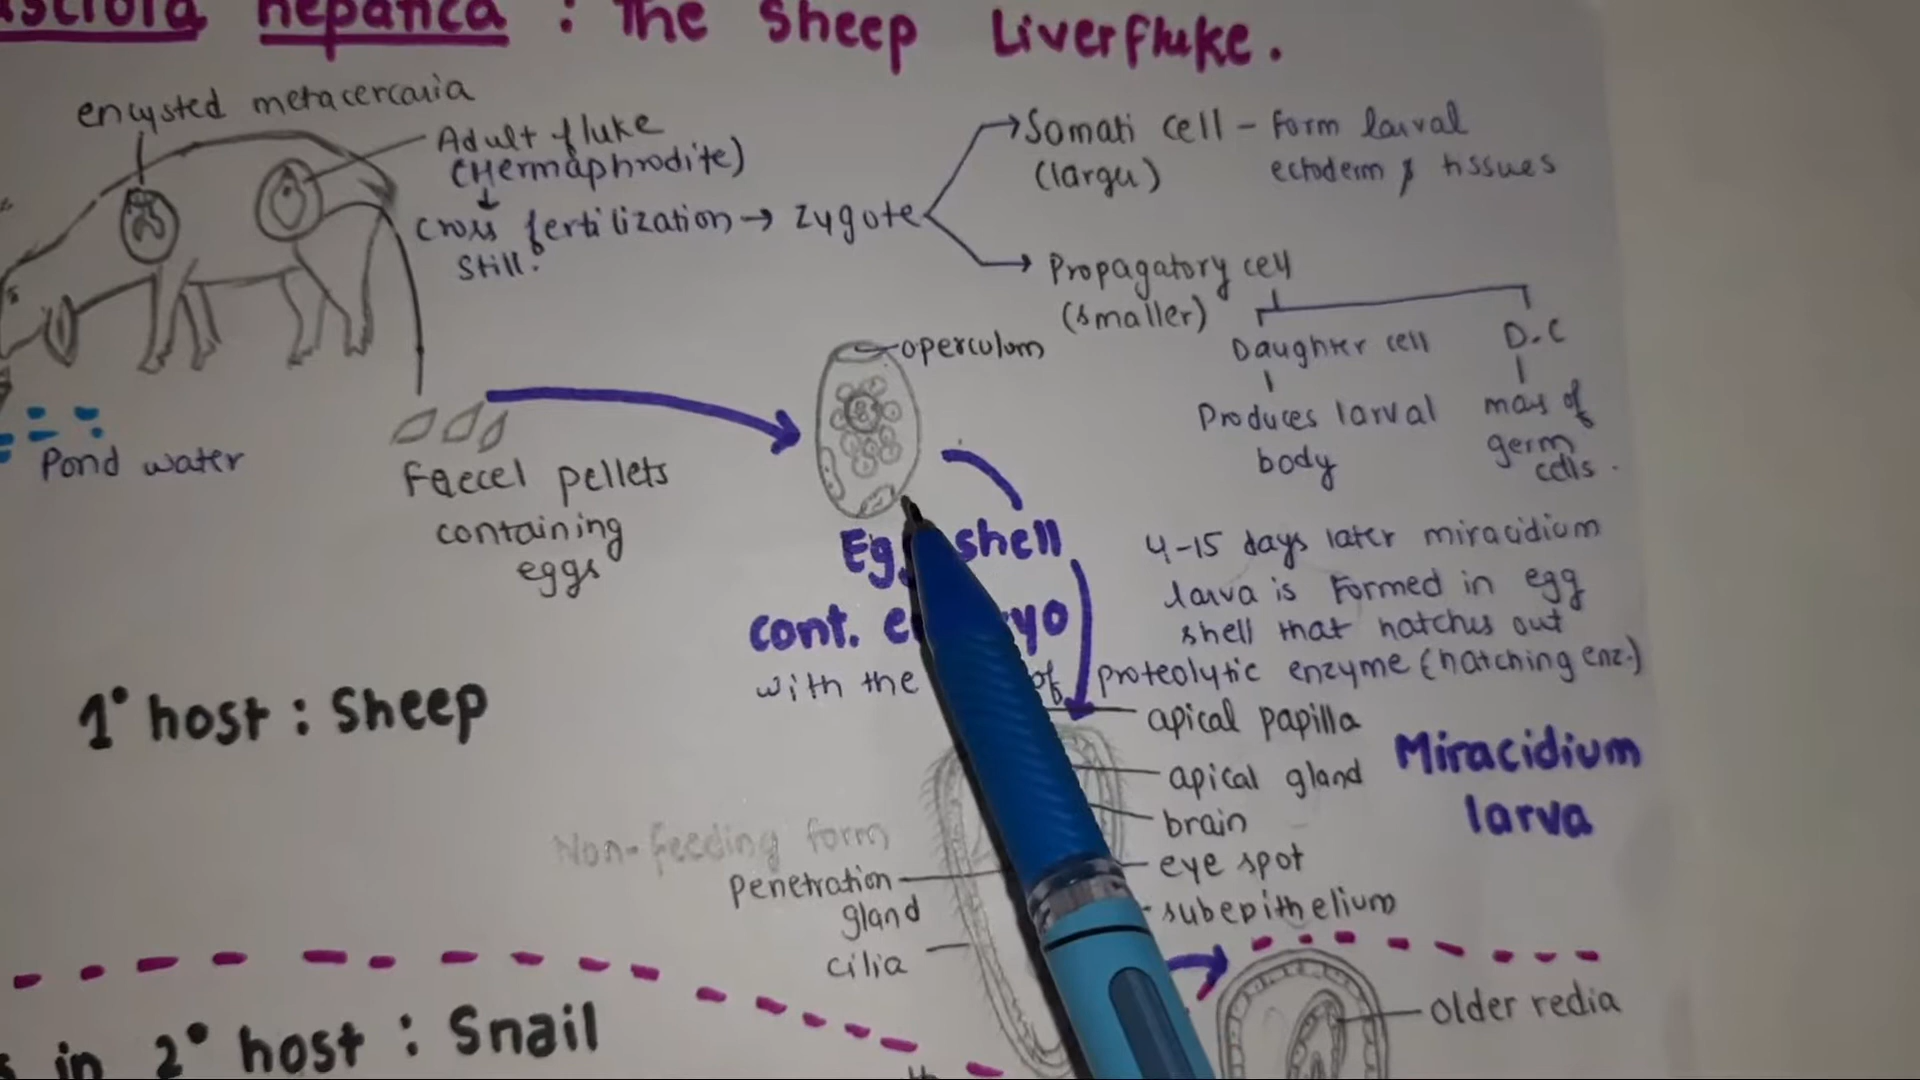 hepatica : The Sheep Liverfluke.
encysted metacercaria
Adult fluke
(Hermaphrodite)
Cross fertilization → zygote
still.
Somati cell - Form larval
(large) ectoderm & tissues
Propagatory cell
(smaller)
Daughter cell
D.C
Produces larval
body
mass of
germ
cells.
operculum
Pond water
Faecel pellets
containing
eggs
shell
cont.
4-15 days later miracidium
larva is formed in egg
shell that hatches out
with the of proteolytic enzyme (hatching enz.)
1° host : Sheep
apical papilla
apical gland
brain
eye spot
subepithelium
Miracidium
larva
Non-feeding form
penetration
gland
cilia
in 2° host : Snail
older redia